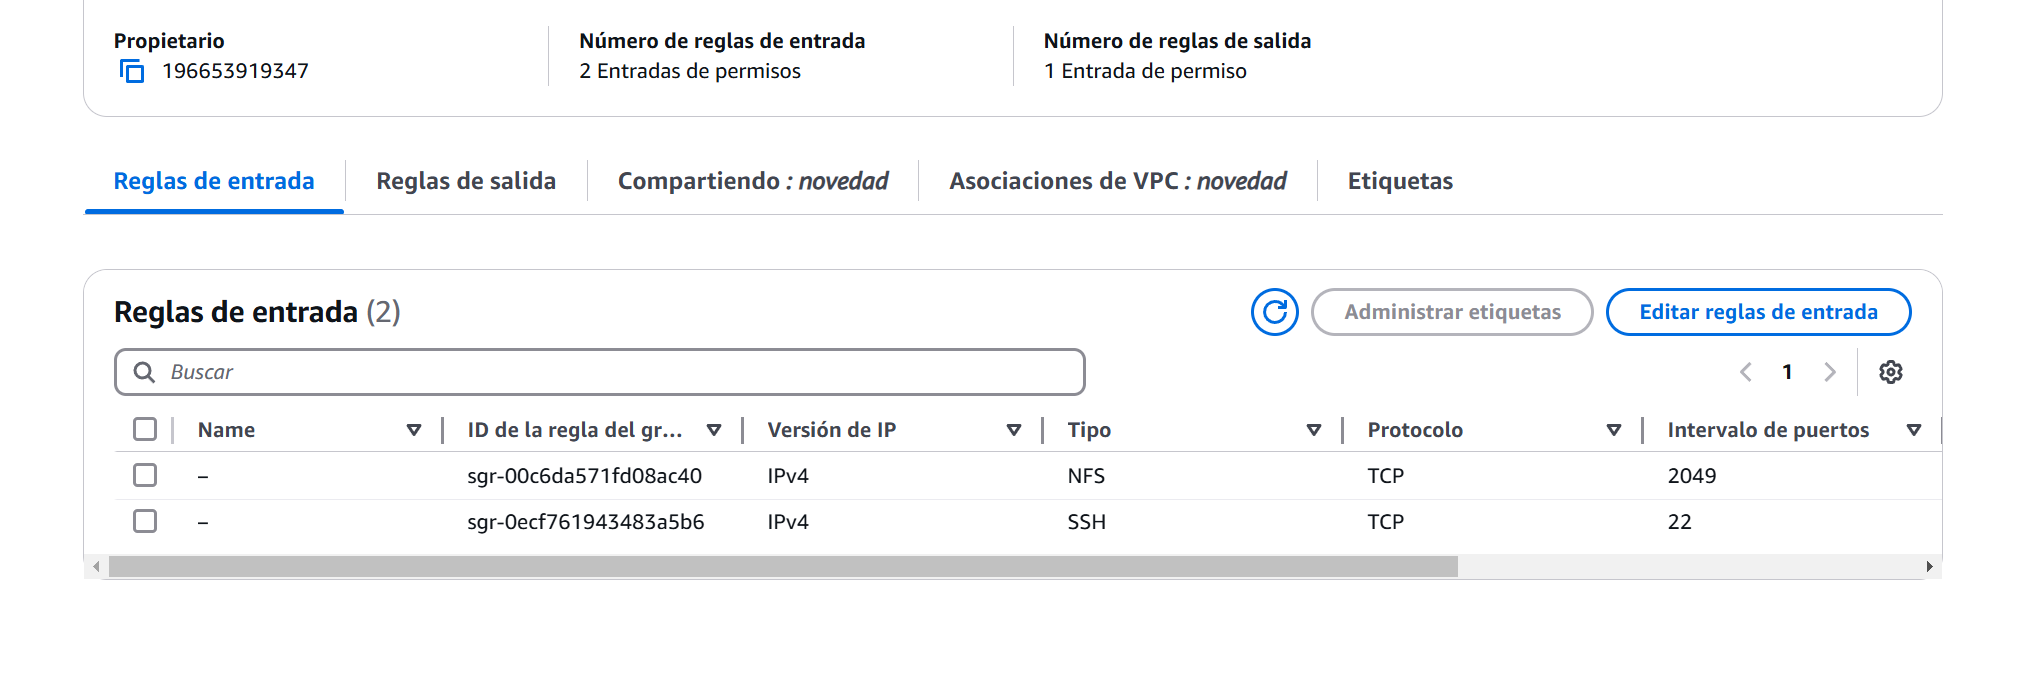 Propietario
196653919347
Número de reglas de entrada
2 Entradas de permisos
Número de reglas de salida
1 Entrada de permiso
Reglas de entrada
Reglas de salida
Compartiendo : novedad
Asociaciones de VPC : novedad
Etiquetas
Reglas de entrada (2)
Administrar etiquetas
Editar reglas de entrada
Buscar
1
Name ID de la regla del gr... Versión de IP Tipo Protocolo Intervalo de puertos
– sgr-00c6da571fd08ac40 IPv4 NFS TCP 2049
– sgr-0ecf761943483a5b6 IPv4 SSH TCP 22